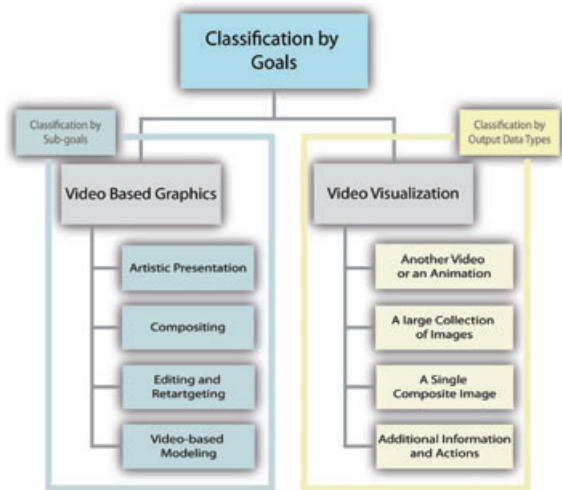 Classification by
Goals
Classification by
Sub-goals
Classification by
Output Data Types
Video Based Graphics
Video Visualization
Artistic Presentation
Another Video
or an Animation
Compositing
A large Collection
of Images
Editing and
Retartgeting
A Single
Composite Image
Video-based
Modeling
Additional Information
and Actions